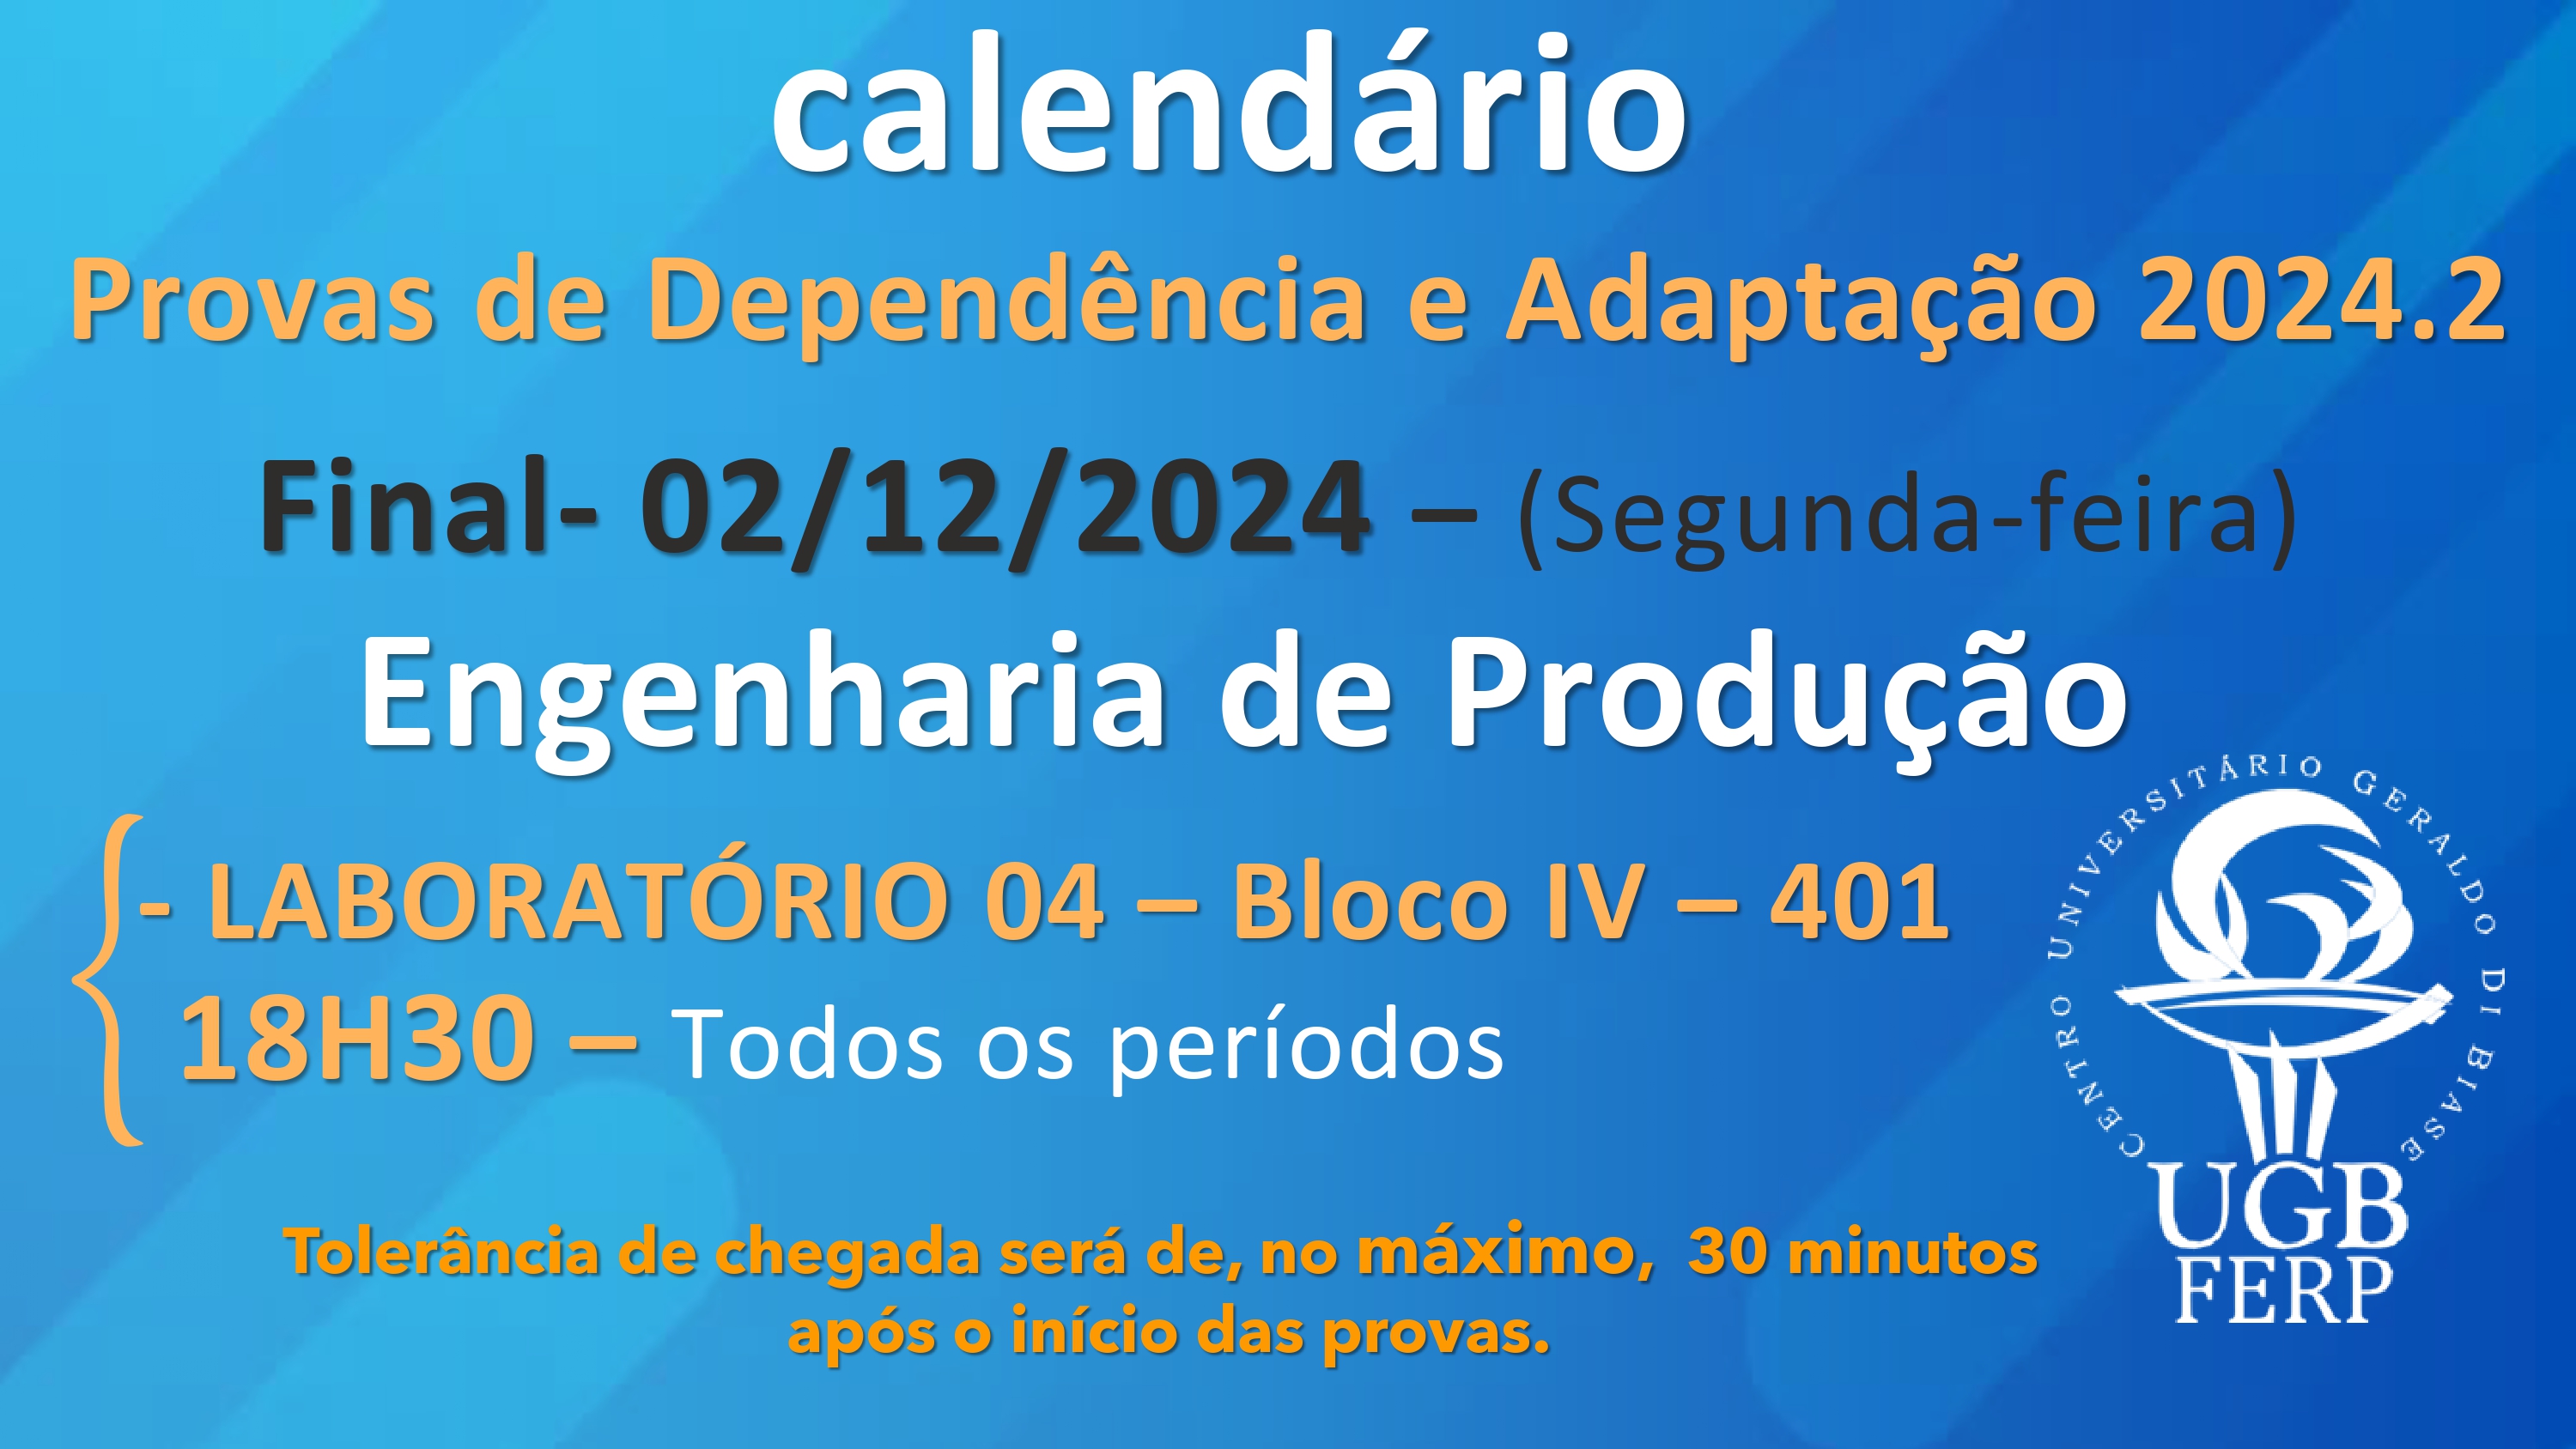 calendário
Provas de Dependência e Adaptação 2024.2
Final- 02/12/2024 – (Segunda-feira)
Engenharia de Produção
- LABORATÓRIO 04 – Bloco IV – 401
18H30 – Todos os períodos
CENTRO UNIVERSITÁRIO GERALDO DI BIASE
UGB
FERP
Tolerância de chegada será de, no máximo, 30 minutos
após o início das provas.